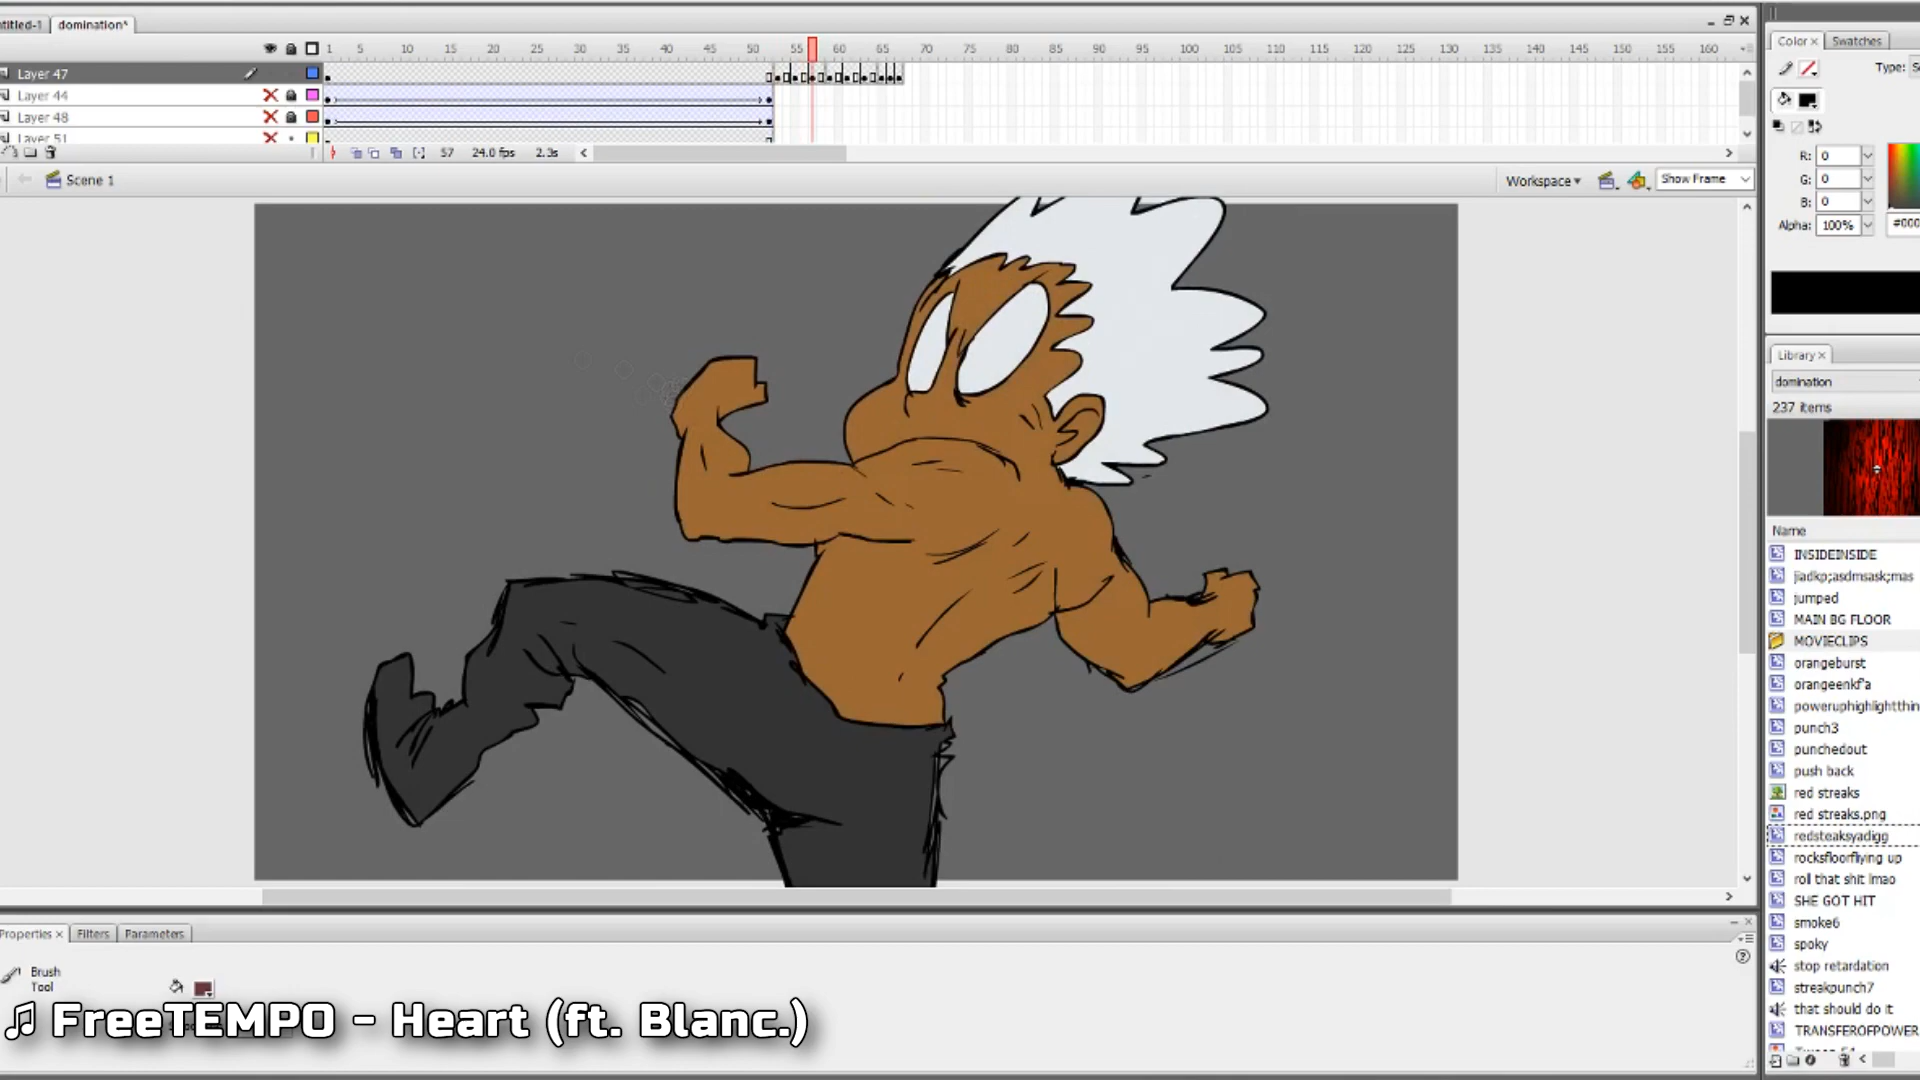 ntitled-1 domination*
1 5 10 15 20 25 30 35 40 45 50 55 60 65 70 75 80 85 90 95 100 105 110 115 120 125 130 135 140 145 150 155 160
Layer 47
Layer 44
Layer 48
Layer 51
57 24.0 fps 2.3s
Scene 1
Workspace Show Frame
Color Swatches
Type: S
R: 0
G: 0
B: 0
Alpha: 100% #000
Library
domination
237 items
Name
INSIDEINSIDE
jiadkp;asdmsask;mas
jumped
MAIN BG FLOOR
MOVIECLIPS
orangeburst
orangeenkf'a
poweruphighlightthin
punch3
punchedout
push back
red streaks
red streaks.png
redsteaksyadigg
rocksfloorflying up
roll that shit lmao
SHE GOT HIT
smoke6
spoky
stop retardation
streakpunch7
that should do it
TRANSFEROFPOWER
Properties Filters Parameters
Brush
Tool
♫ FreeTEMPO - Heart (ft. Blanc.)